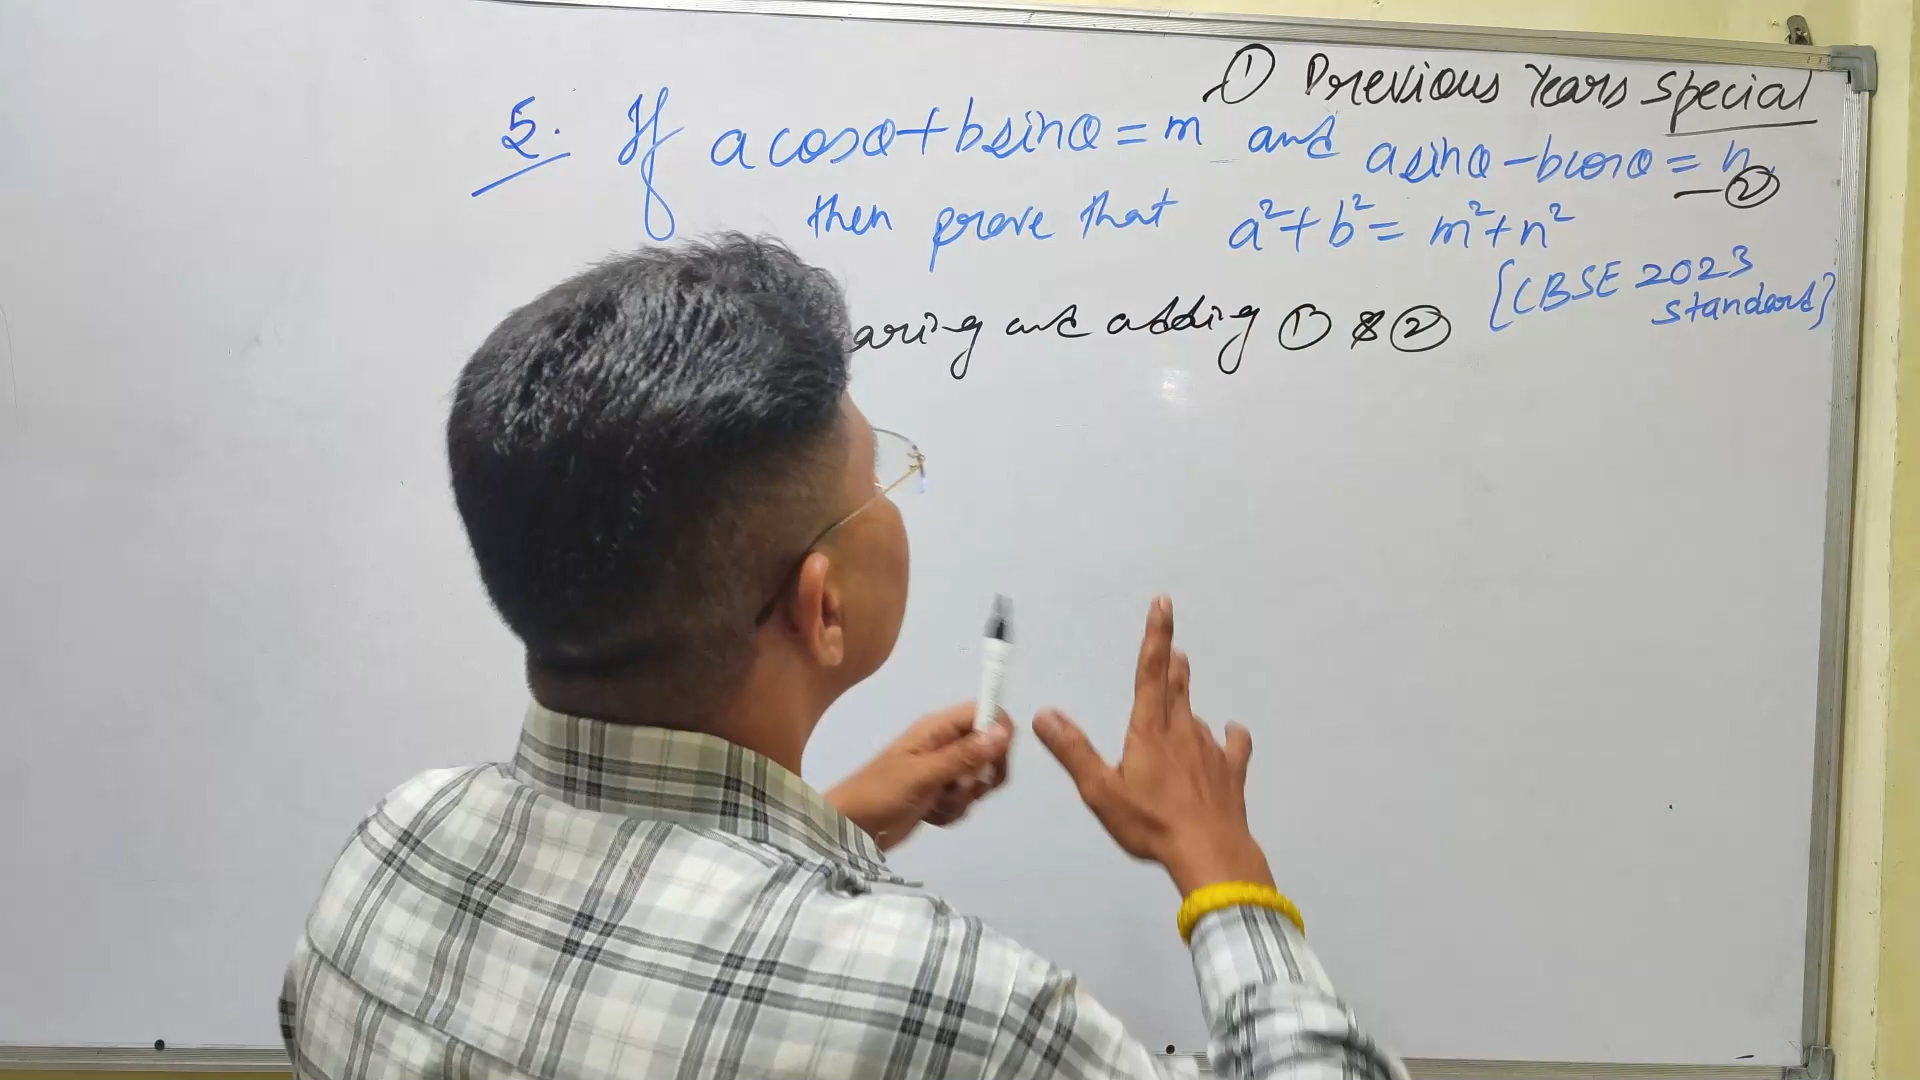 ① Previous Years Special
5. If a cosθ + b sinθ = m and a sinθ - b cosθ = n
— ②
then prove that a² + b² = m² + n²
[CBSE 2023
standard]
aring and adding ① & ②